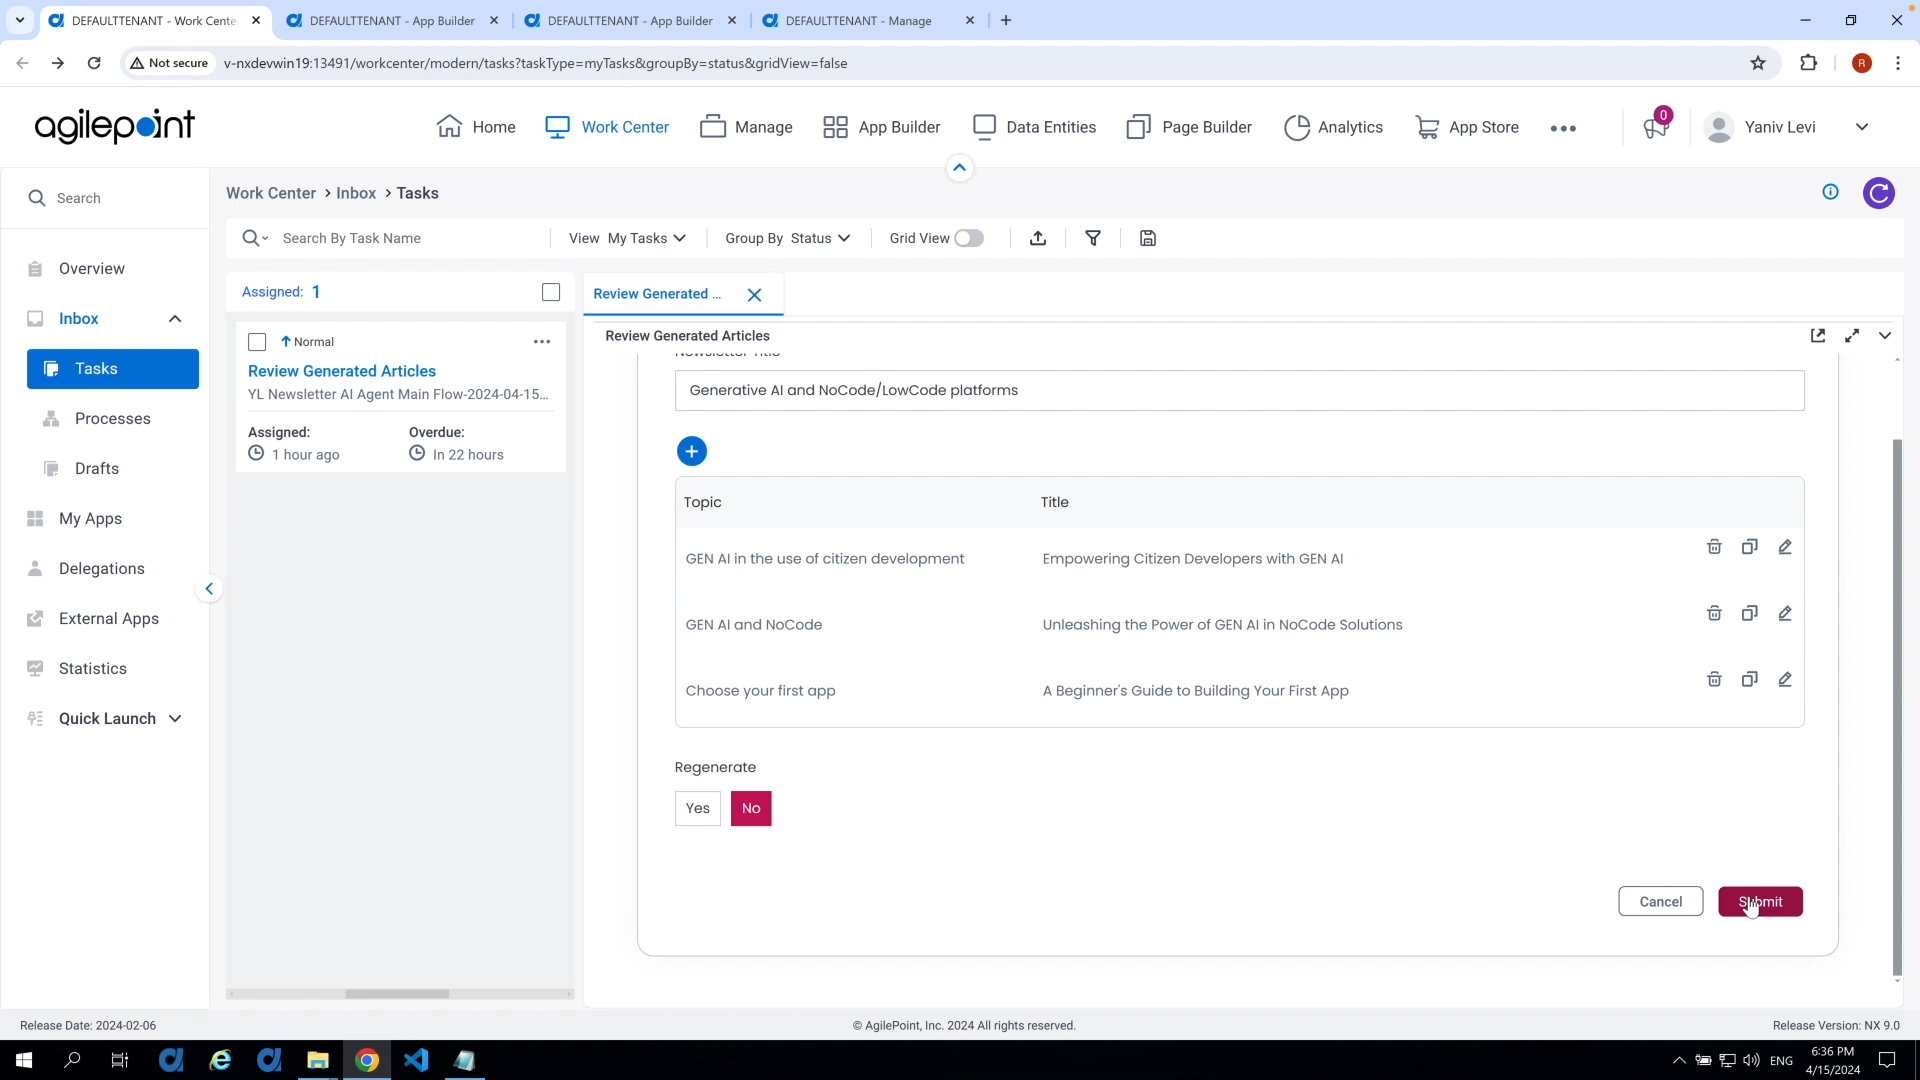 DEFAULTTENANT - Work Cente
DEFAULTTENANT - App Builder
DEFAULTTENANT - App Builder
DEFAULTTENANT - Manage
Not secure
v-nxdevwin19:13491/workcenter/modern/tasks?taskType=myTasks&groupBy=status&gridView=false
R
agilepoint
Home
Work Center
Manage
App Builder
Data Entities
Page Builder
Analytics
App Store
0
Yaniv Levi
Search
Work Center > Inbox > Tasks
Search By Task Name
View My Tasks
Group By Status
Grid View
Overview
Inbox
Tasks
Processes
Drafts
My Apps
Delegations
External Apps
Statistics
Quick Launch
Assigned: 1
Normal
Review Generated Articles
YL Newsletter AI Agent Main Flow-2024-04-15...
Assigned:
Overdue:
1 hour ago
In 22 hours
Review Generated ...
Review Generated Articles
Newsletter Title
Generative AI and NoCode/LowCode platforms
Topic
Title
GEN AI in the use of citizen development
Empowering Citizen Developers with GEN AI
GEN AI and NoCode
Unleashing the Power of GEN AI in NoCode Solutions
Choose your first app
A Beginner's Guide to Building Your First App
Regenerate
Yes
No
Cancel
Submit
Release Date: 2024-02-06
© AgilePoint, Inc. 2024 All rights reserved.
Release Version: NX 9.0
ENG
6:36 PM
4/15/2024